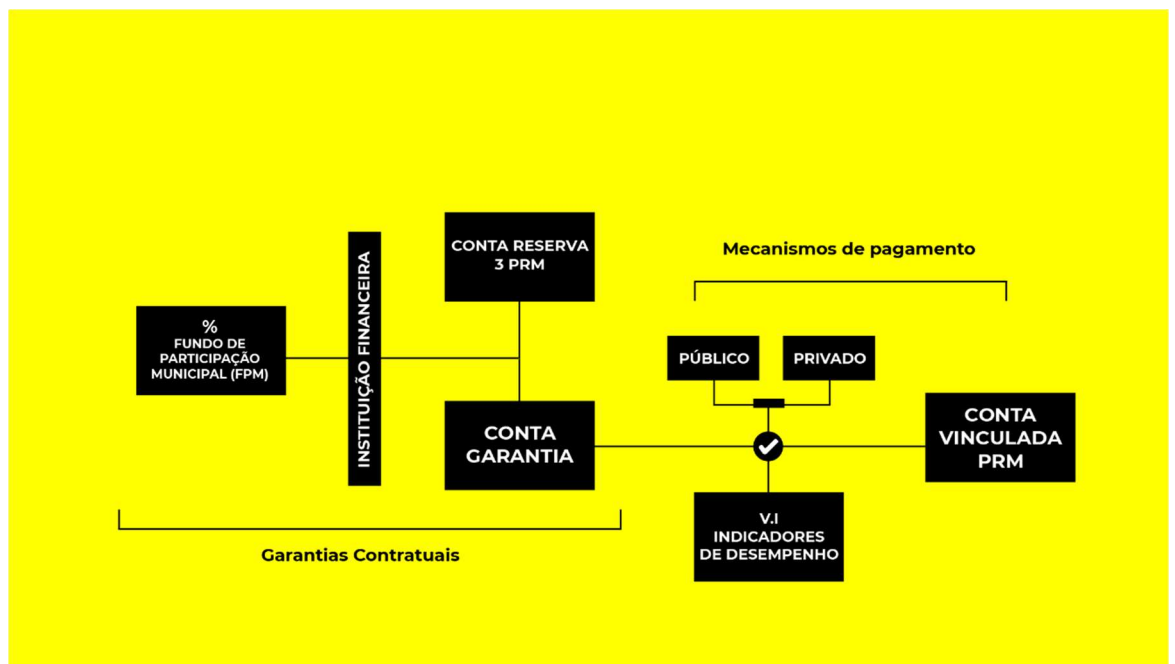 %
FUNDO DE
PARTICIPAÇÃO
MUNICIPAL (FPM)
INSTITUIÇÃO FINANCEIRA
CONTA RESERVA
3 PRM
CONTA
GARANTIA
Garantias Contratuais
Mecanismos de pagamento
PÚBLICO
PRIVADO
V.I
INDICADORES
DE DESEMPENHO
CONTA
VINCULADA
PRM